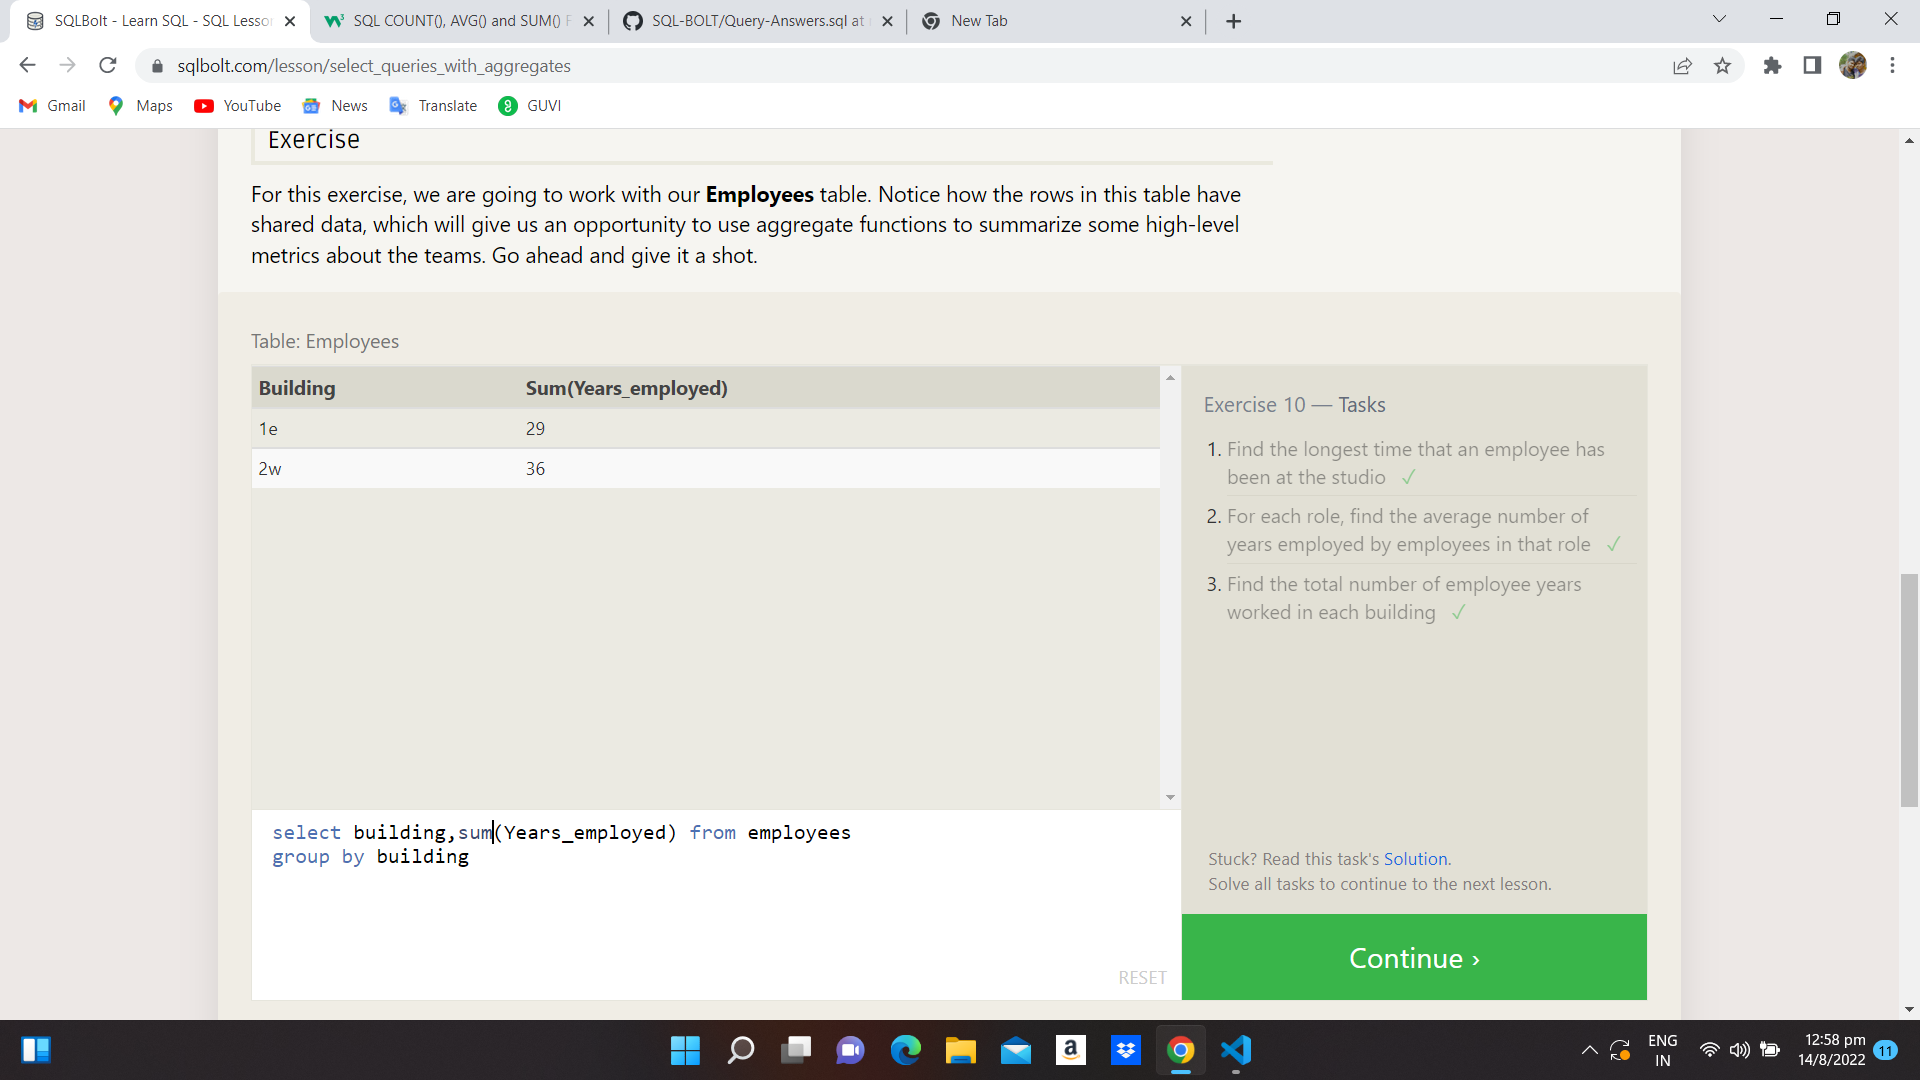 SQLBolt - Learn SQL - SQL Lesson
SQL COUNT(), AVG() and SUM() F
SQL-BOLT/Query-Answers.sql at
New Tab
sqlbolt.com/lesson/select_queries_with_aggregates
Gmail
Maps
YouTube
News
Translate
GUVI
Exercise
For this exercise, we are going to work with our Employees table. Notice how the rows in this table have
shared data, which will give us an opportunity to use aggregate functions to summarize some high-level
metrics about the teams. Go ahead and give it a shot.
Table: Employees
Building Sum(Years_employed)
1e 29
2w 36
select building,sum(Years_employed) from employees
group by building
RESET
Exercise 10 — Tasks
1. Find the longest time that an employee has
been at the studio ✓
2. For each role, find the average number of
years employed by employees in that role ✓
3. Find the total number of employee years
worked in each building ✓
Stuck? Read this task's Solution.
Solve all tasks to continue to the next lesson.
Continue ›
ENG
IN
12:58 pm
14/8/2022
11